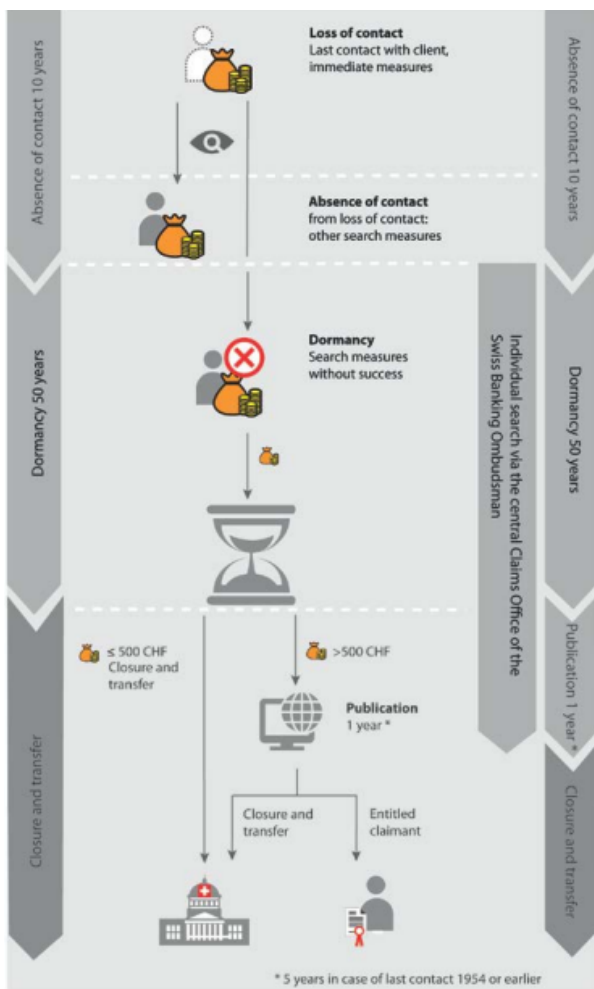 Absence of contact 10 years
Dormancy 50 years
Closure and transfer
Loss of contact
Last contact with client,
immediate measures
Absence of contact
from loss of contact:
other search measures
Dormancy
Search measures
without success
≤ 500 CHF
Closure and
transfer
>500 CHF
Publication
1 year *
Closure and
transfer
Entitled
claimant
Individual search via the central Claims Office of the
Swiss Banking Ombudsman
Absence of contact 10 years
Dormancy 50 years
Publication 1 year *
Closure and transfer
* 5 years in case of last contact 1954 or earlier